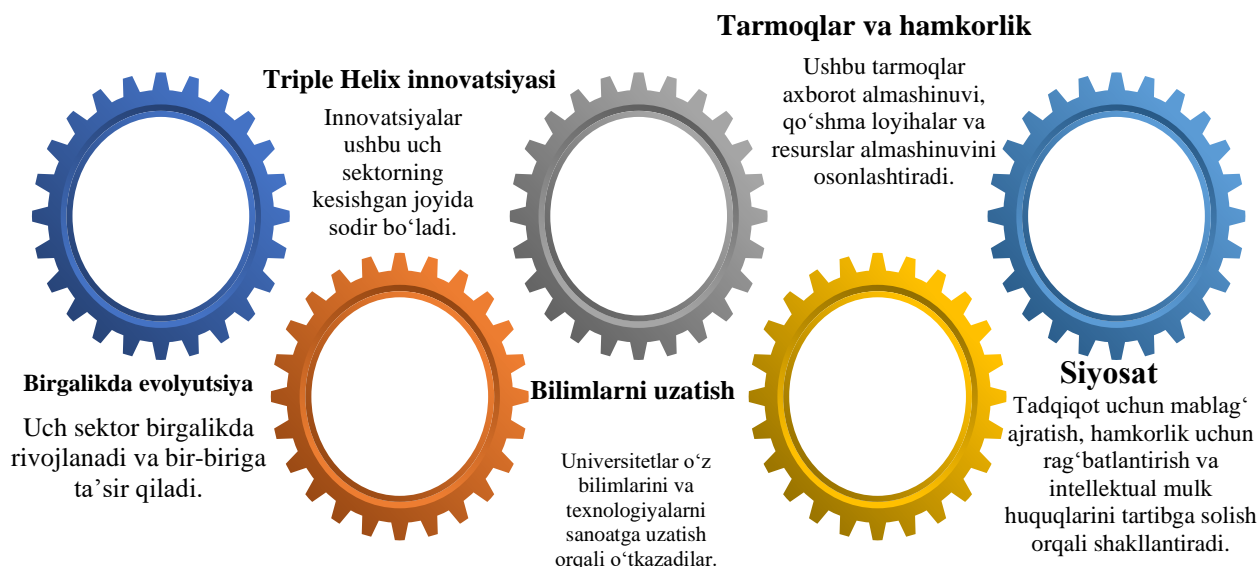 Birgalikda evolyutsiya
Uch sektor birgalikda
rivojlanadi va bir-biriga
ta’sir qiladi.
Triple Helix innovatsiyasi
Innovatsiyalar
ushbu uch
sektorning
kesishgan joyida
sodir bo‘ladi.
Bilimlarni uzatish
Universitetlar o‘z
bilimlarini va
texnologiyalarni
sanoatga uzatish
orqali o‘tkazadilar.
Tarmoqlar va hamkorlik
Ushbu tarmoqlar
axborot almashinuvi,
qo‘shma loyihalar va
resurslar almashinuvini
osonlashtiradi.
Siyosat
Tadqiqot uchun mablag‘
ajratish, hamkorlik uchun
rag‘batlantirish va
intellektual mulk
huquqlarini tartibga solish
orqali shakllantiradi.